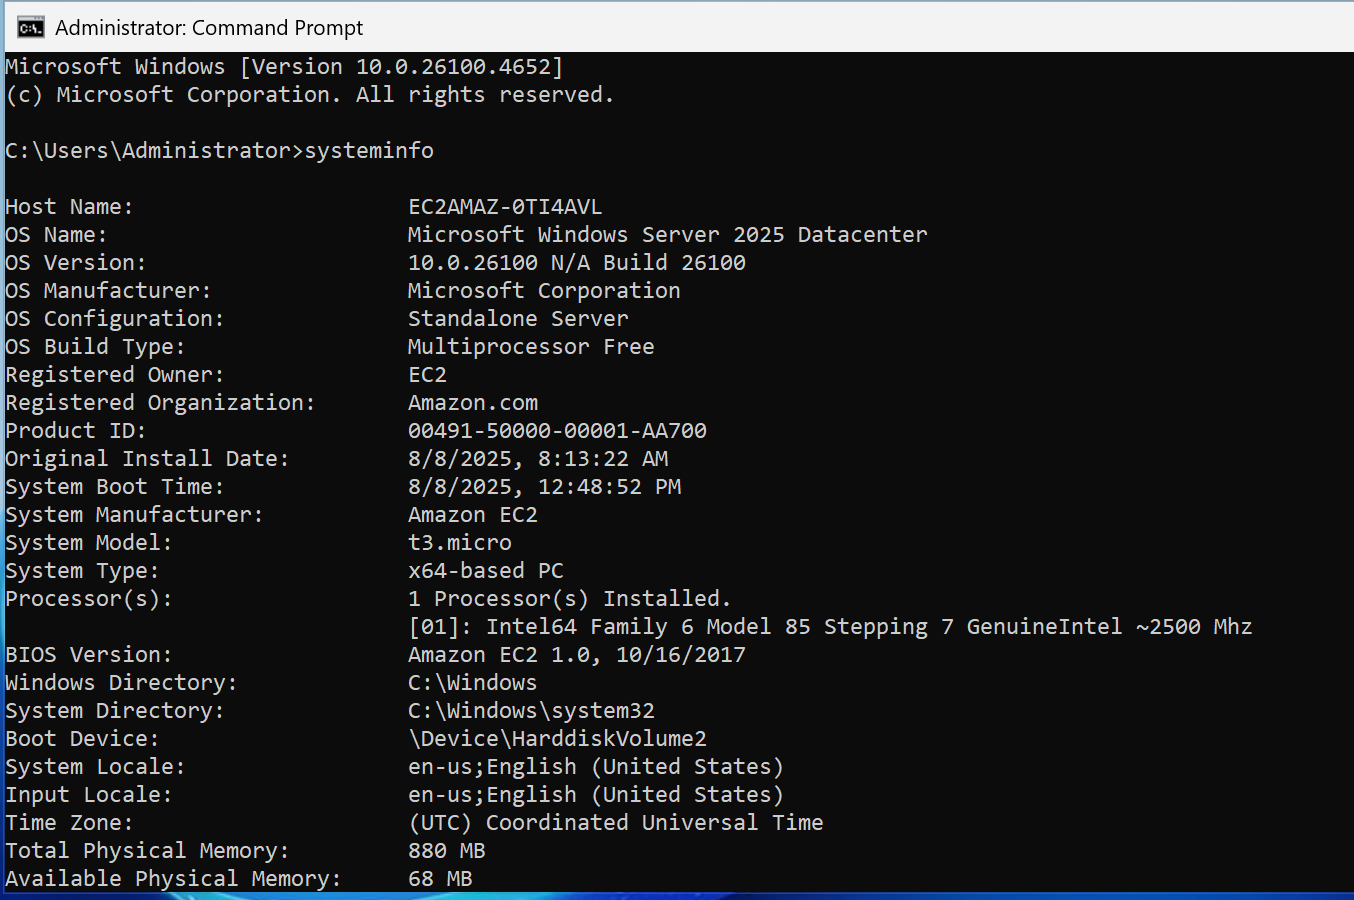 Administrator: Command Prompt
Microsoft Windows [Version 10.0.26100.4652]
(c) Microsoft Corporation. All rights reserved.
C:\Users\Administrator>systeminfo
Host Name: EC2AMAZ-0TI4AVL
OS Name: Microsoft Windows Server 2025 Datacenter
OS Version: 10.0.26100 N/A Build 26100
OS Manufacturer: Microsoft Corporation
OS Configuration: Standalone Server
OS Build Type: Multiprocessor Free
Registered Owner: EC2
Registered Organization: Amazon.com
Product ID: 00491-50000-00001-AA700
Original Install Date: 8/8/2025, 8:13:22 AM
System Boot Time: 8/8/2025, 12:48:52 PM
System Manufacturer: Amazon EC2
System Model: t3.micro
System Type: x64-based PC
Processor(s): 1 Processor(s) Installed.
[01]: Intel64 Family 6 Model 85 Stepping 7 GenuineIntel ~2500 Mhz
BIOS Version: Amazon EC2 1.0, 10/16/2017
Windows Directory: C:\Windows
System Directory: C:\Windows\system32
Boot Device: \Device\HarddiskVolume2
System Locale: en-us;English (United States)
Input Locale: en-us;English (United States)
Time Zone: (UTC) Coordinated Universal Time
Total Physical Memory: 880 MB
Available Physical Memory: 68 MB